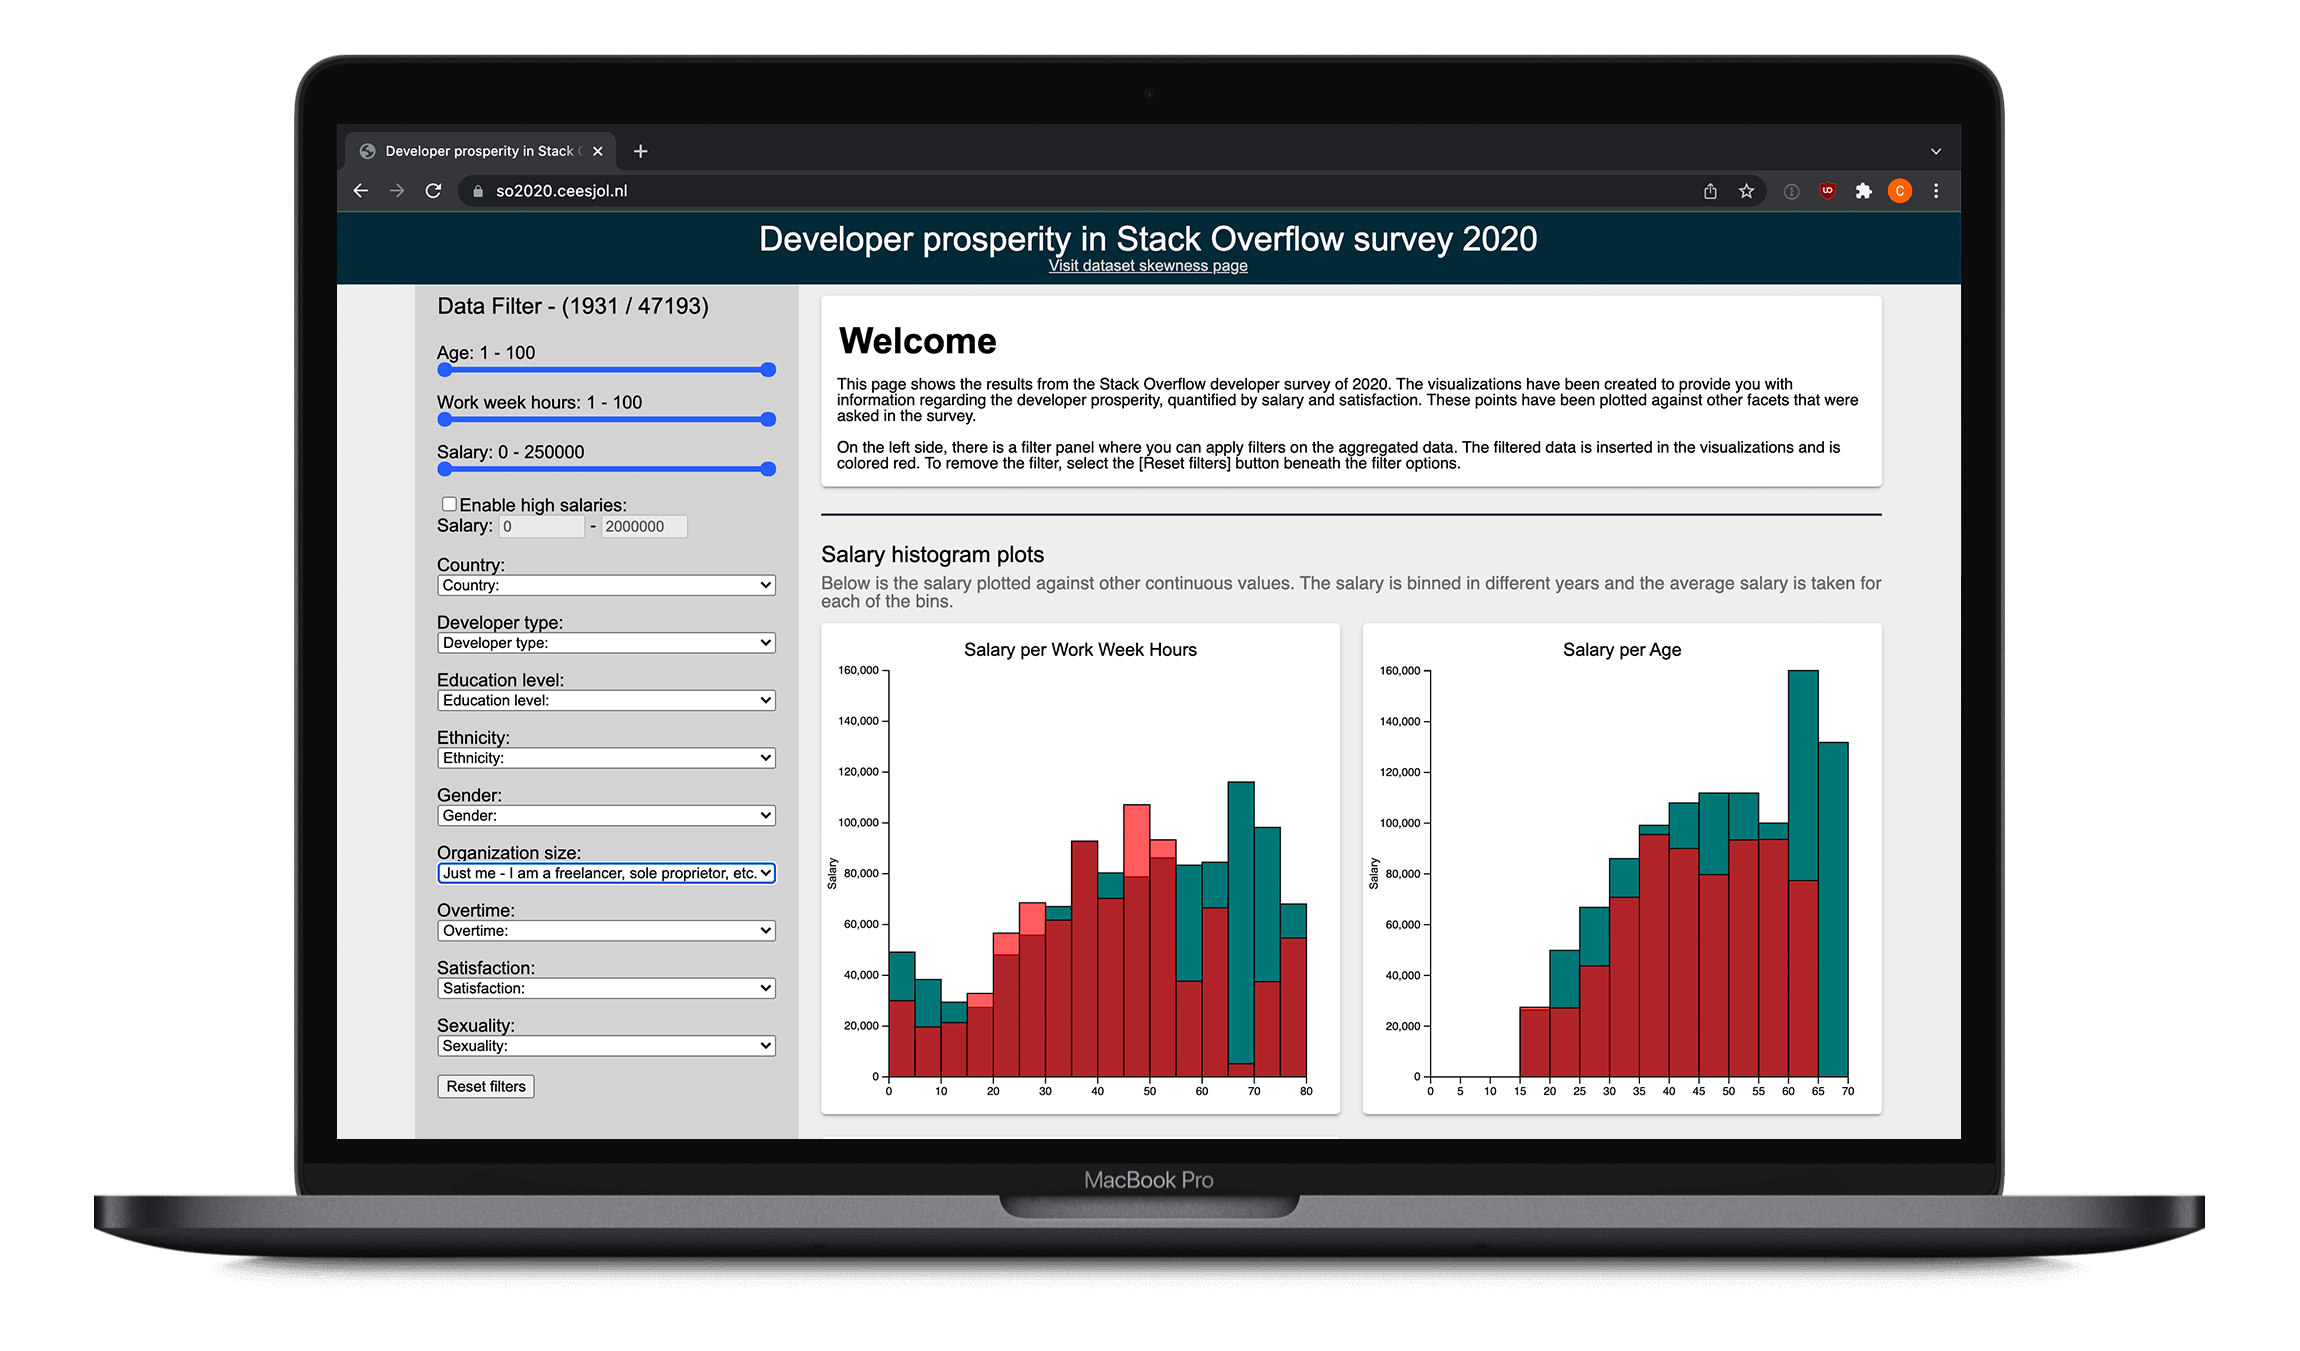 Developer prosperity in Stack
so2020.ceesjol.nl
C
Developer prosperity in Stack Overflow survey 2020
Visit dataset skewness page
Data Filter - (1931 / 47193)
Age: 1 - 100
Work week hours: 1 - 100
Salary: 0 - 250000
Enable high salaries:
Salary: 0 - 2000000
Country:
Country:
Developer type:
Developer type:
Education level:
Education level:
Ethnicity:
Ethnicity:
Gender:
Gender:
Organization size:
Just me - I am a freelancer, sole proprietor, etc.
Overtime:
Overtime:
Satisfaction:
Satisfaction:
Sexuality:
Sexuality:
Reset filters
Welcome
This page shows the results from the Stack Overflow developer survey of 2020. The visualizations have been created to provide you with
information regarding the developer prosperity, quantified by salary and satisfaction. These points have been plotted against other facets that were
asked in the survey.
On the left side, there is a filter panel where you can apply filters on the aggregated data. The filtered data is inserted in the visualizations and is
colored red. To remove the filter, select the [Reset filters] button beneath the filter options.
Salary histogram plots
Below is the salary plotted against other continuous values. The salary is binned in different years and the average salary is taken for
each of the bins.
Salary per Work Week Hours
160,000
140,000
120,000
100,000
80,000
60,000
40,000
20,000
0
Salary
0 10 20 30 40 50 60 70 80
Salary per Age
160,000
140,000
120,000
100,000
80,000
60,000
40,000
20,000
0
Salary
0 5 10 15 20 25 30 35 40 45 50 55 60 65 70
MacBook Pro